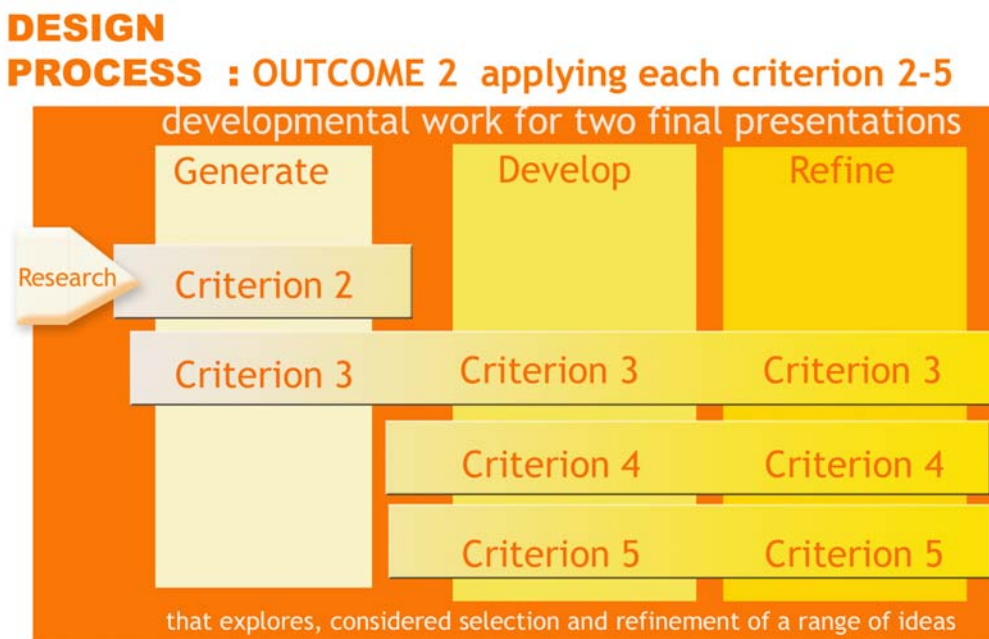 DESIGN
PROCESS : OUTCOME 2 applying each criterion 2-5
developmental work for two final presentations
Generate Develop Refine
Research Criterion 2
Criterion 3 Criterion 3 Criterion 3
Criterion 4 Criterion 4
Criterion 5 Criterion 5
that explores, considered selection and refinement of a range of ideas